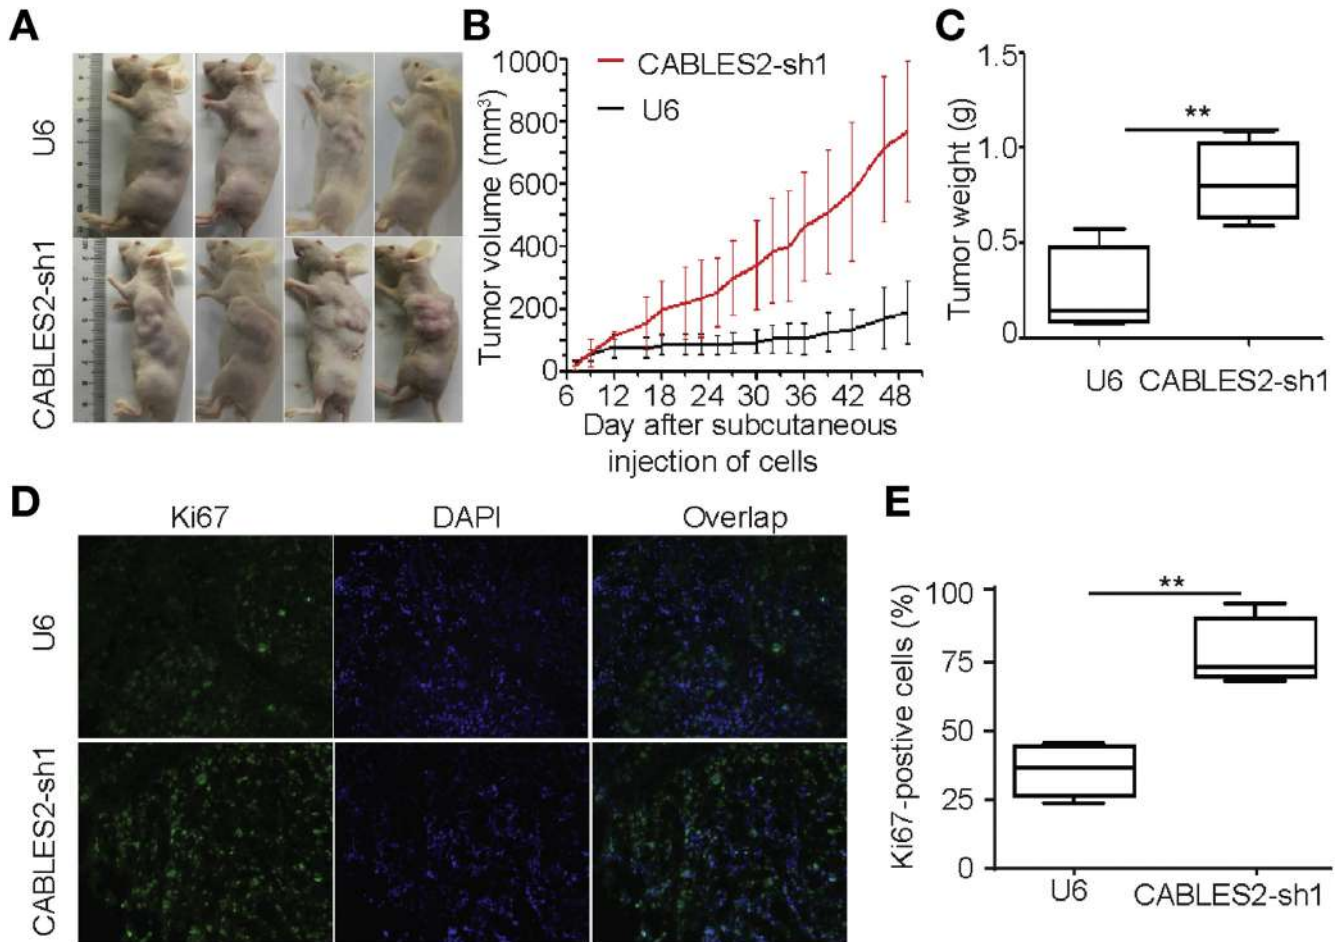 A
U6
CABLES2-sh1
B
CABLES2-sh1
U6
Tumor volume (mm³)
1000
800
600
400
200
0
6 12 18 24 30 36 42 48
Day after subcutaneous
injection of cells
C
Tumor weight (g)
1.5
1.0
0.5
0
**
U6 CABLES2-sh1
D
Ki67 DAPI Overlap
U6
CABLES2-sh1
E
Ki67-postive cells (%)
100
75
50
25
0
**
U6 CABLES2-sh1